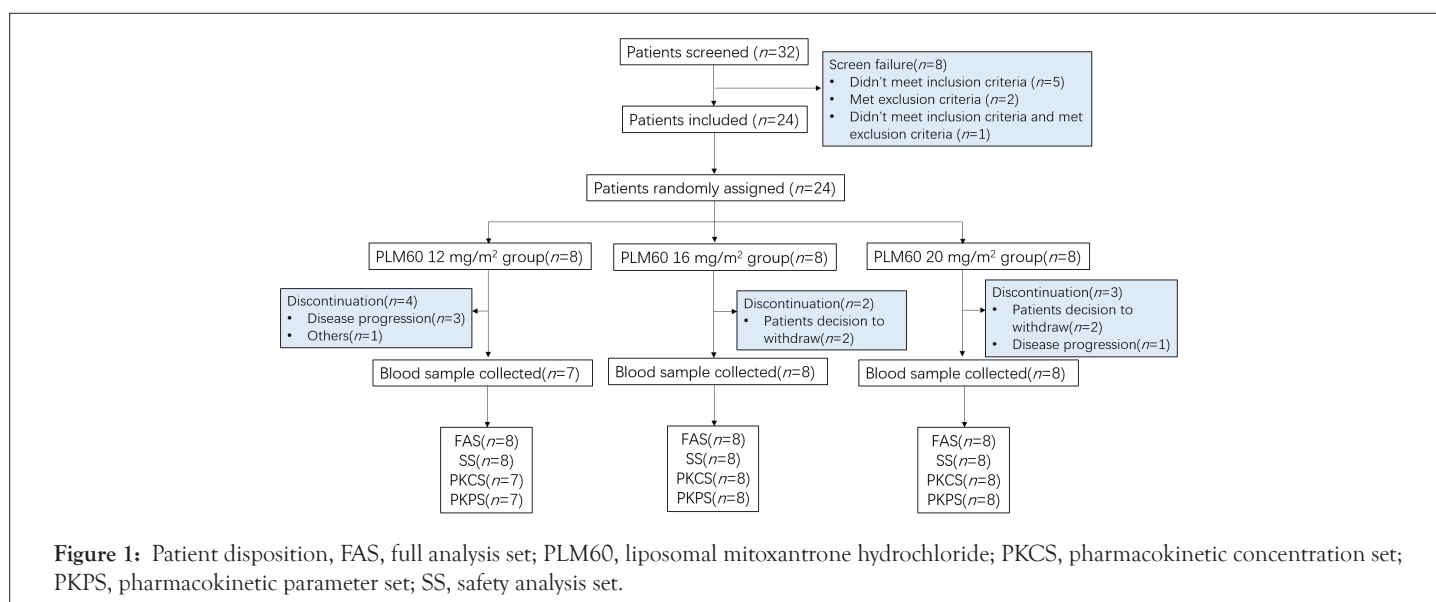 Patients screened (n=32)
Screen failure(n=8)
• Didn't meet inclusion criteria (n=5)
• Met exclusion criteria (n=2)
• Didn't meet inclusion criteria and met
exclusion criteria (n=1)
Patients included (n=24)
Patients randomly assigned (n=24)
PLM60 12 mg/m² group(n=8)
PLM60 16 mg/m² group(n=8)
PLM60 20 mg/m² group(n=8)
Discontinuation(n=4)
• Disease progression(n=3)
• Others(n=1)
Discontinuation(n=2)
• Patients decision to
withdraw(n=2)
Discontinuation(n=3)
• Patients decision to
withdraw(n=2)
• Disease progression(n=1)
Blood sample collected(n=7)
Blood sample collected(n=8)
Blood sample collected(n=8)
FAS(n=8)
SS(n=8)
PKCS(n=7)
PKPS(n=7)
FAS(n=8)
SS(n=8)
PKCS(n=8)
PKPS(n=8)
FAS(n=8)
SS(n=8)
PKCS(n=8)
PKPS(n=8)
Figure 1: Patient disposition, FAS, full analysis set; PLM60, liposomal mitoxantrone hydrochloride; PKCS, pharmacokinetic concentration set;
PKPS, pharmacokinetic parameter set; SS, safety analysis set.